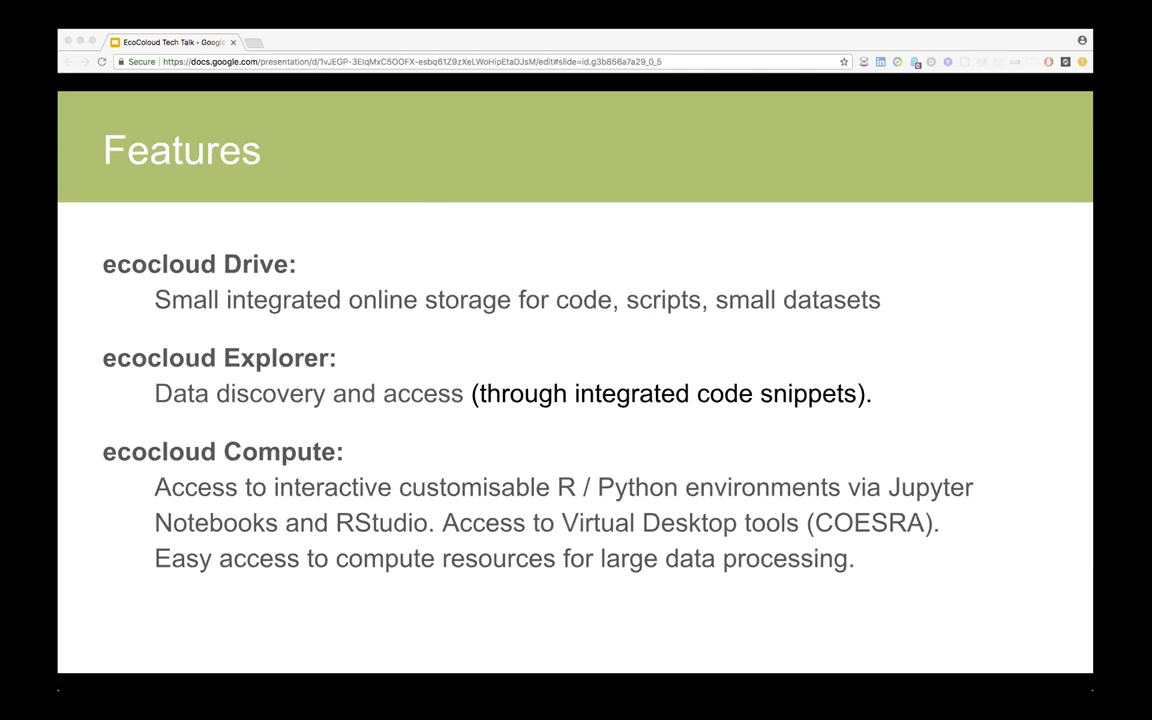 EcoColoud Tech Talk - Google
Secure
https://docs.google.com/presentation/d/1vJEGP-3EIqMxC5OOFX-esbq61Z9zXeLWoHipEtaDJsM/edit#slide=id.g3b856a7a29_0_5
Features
ecocloud Drive:
Small integrated online storage for code, scripts, small datasets
ecocloud Explorer:
Data discovery and access (through integrated code snippets).
ecocloud Compute:
Access to interactive customisable R / Python environments via Jupyter
Notebooks and RStudio. Access to Virtual Desktop tools (COESRA).
Easy access to compute resources for large data processing.